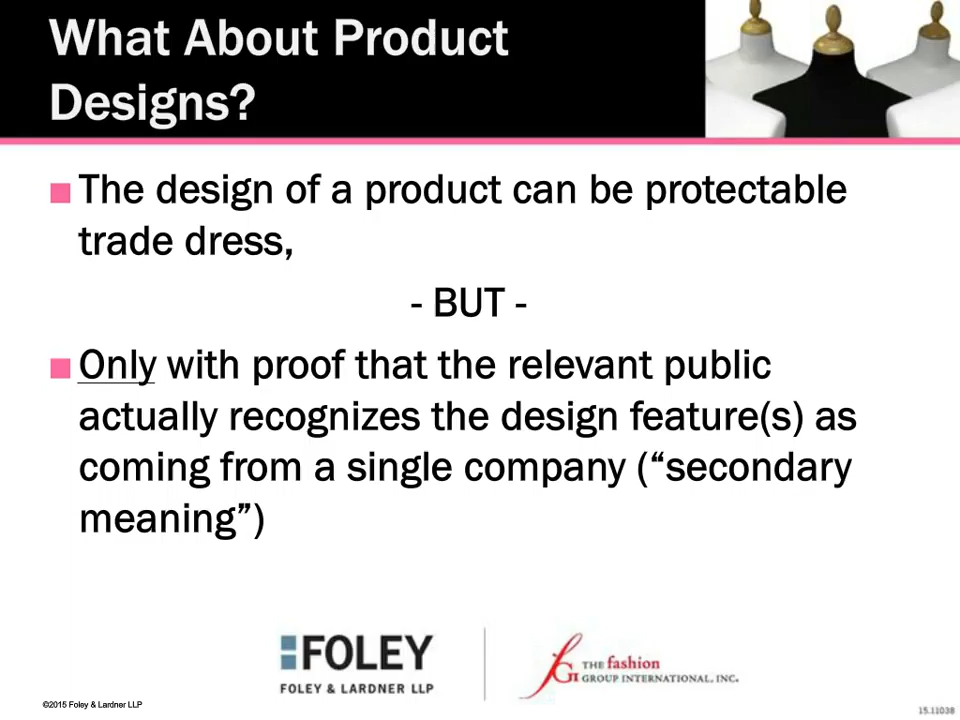 What About Product
Designs?
The design of a product can be protectable
trade dress,
- BUT -
Only with proof that the relevant public
actually recognizes the design feature(s) as
coming from a single company (“secondary
meaning”)
FOLEY
FOLEY & LARDNER LLP
THE fashion
GROUP INTERNATIONAL, INC.
©2015 Foley & Lardner LLP
15.11038